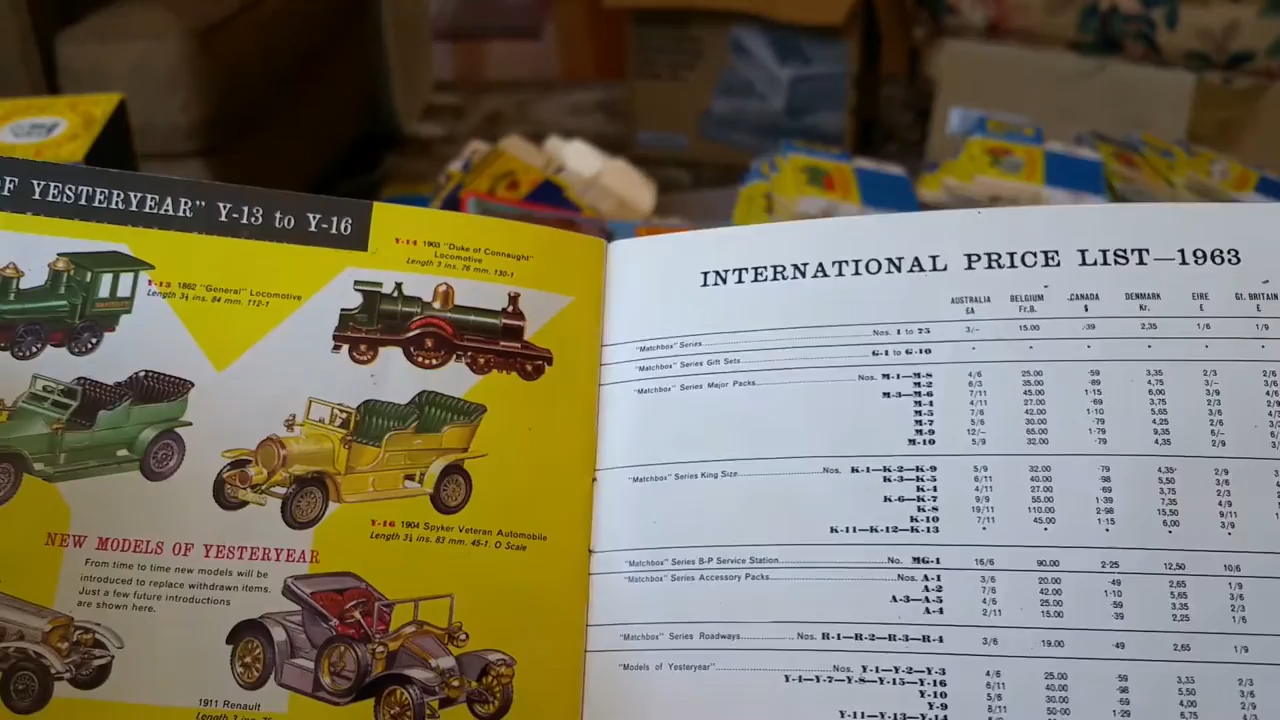 OF YESTERYEAR" Y-13 to Y-16
Y-14 1903 "Duke of Connaught"
Locomotive
Length 3 ins. 76 mm. 130-1
Y-13 1862 "General" Locomotive
Length 3¼ ins. 84 mm. 112-1
Y-16 1904 Spyker Veteran Automobile
Length 3¼ ins. 83 mm. 45-1. O Scale
NEW MODELS OF YESTERYEAR
From time to time new models will be
introduced to replace withdrawn items.
Just a few future introductions
are shown here.
1911 Renault
Length 3 ins.
INTERNATIONAL PRICE LIST—1963
AUSTRALIA BELGIUM CANADA DENMARK EIRE Gt. BRITAIN
£A Fr.B. $ Kr. £ £
"Matchbox" Series Nos. 1 to 75 3/- 15.00 ·39 2,35 1/6 1/9
"Matchbox" Series Gift Sets G-1 to G-10 * * * * * *
"Matchbox" Series Major Packs Nos. M-1—M-8 4/6 25.00 ·59 3,35 2/3 2/6
M-2 6/3 35.00 ·89 4,75 3/- 3/6
M-3—M-6 7/11 45.00 1·15 6,00 3/9 4/6
M-4 4/11 27.00 ·69 3,75 2/3 2/9
M-5 7/6 42.00 1·10 5,65 3/6
M-7 5/6 30.00 ·79 4,25 2/6
M-9 12/- 65.00 1·79 9,35 6/-
M-10 5/9 32.00 ·79 4,35 2/9
"Matchbox" Series King Size Nos. K-1—K-2—K-9 5/9 32.00 ·79 4,35 2/9
K-3—K-5 6/11 40.00 ·98 5,50 3/6
K-4 4/11 27.00 ·69 3,75 2/3
K-6—K-7 9/9 55.00 1·39 7,35 4/9
K-8 19/11 110.00 2·98 15,50 9/11
K-10 7/11 45.00 1·15 6,00 3/9
K-11—K-12—K-13 * * * * *
"Matchbox" Series B-P Service Station No. MG-1 16/6 90.00 2·25 12,50 10/6
"Matchbox" Series Accessory Packs Nos. A-1 3/6 20.00 ·49 2,65 1/9
A-2 7/6 42.00 1·10 5,65 3/6
A-3—A-5 4/6 25.00 ·59 3,35 2/3
A-4 2/11 15.00 ·39 2,25 1/6
"Matchbox" Series Roadways Nos. R-1—R-2—R-3—R-4 3/6 19.00 ·49 2,65 1/9
"Models of Yesteryear" Nos. Y-1—Y-2—Y-3 4/6 25.00 ·59 3,35 2/3
Y-4—Y-7—Y-8—Y-15—Y-16 6/11 40.00 ·98 5,50 3/6
Y-10 5/6 30.00 ·69 4,00 2/9
Y-9 8/11 50·00 1·29 6,75
Y-11—Y-13—Y-14